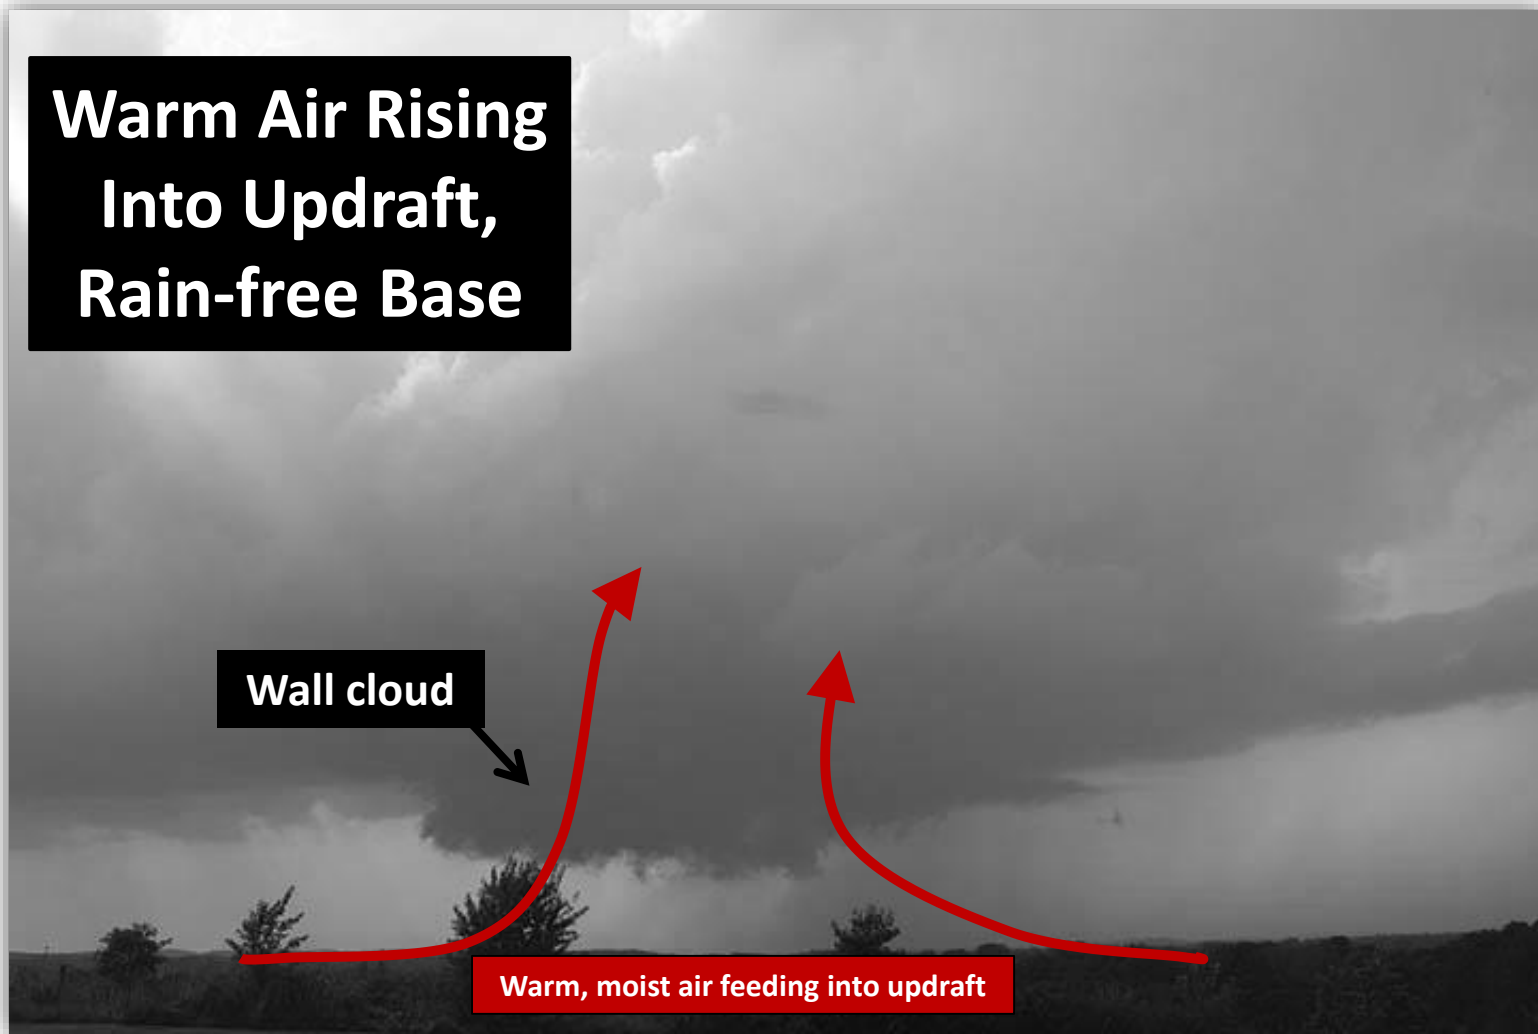 Warm Air Rising
Into Updraft,
Rain-free Base
Wall cloud
Warm, moist air feeding into updraft